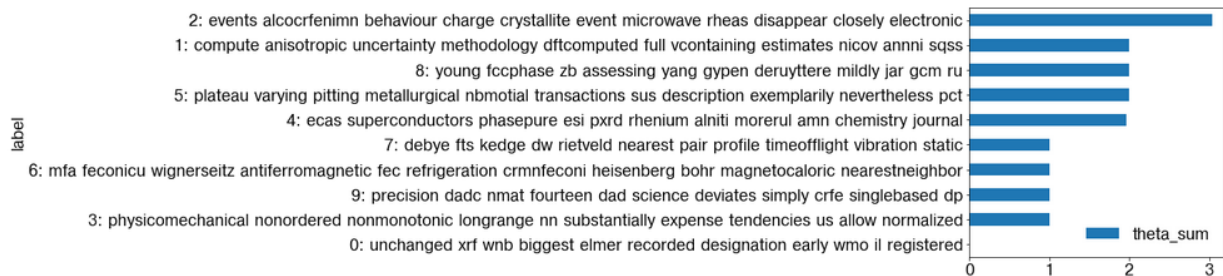 label
2: events alcocrfenimn behaviour charge crystallite event microwave rheas disappear closely electronic
1: compute anisotropic uncertainty methodology dftcomputed full vcontaining estimates nicov annni sqss
8: young fccphase zb assessing yang gypen deruyttere mildly jar gcm ru
5: plateau varying pitting metallurgical nbmotial transactions sus description exemplarily nevertheless pct
4: ecas superconductors phasepure esi pxrd rhenium alniti morerul amn chemistry journal
7: debye fts kedge dw rietveld nearest pair profile timeofflight vibration static
6: mfa feconicu wignerseitz antiferromagnetic fec refrigeration crmnfeconi heisenberg bohr magnetocaloric nearestneighbor
9: precision dadc nmat fourteen dad science deviates simply crfe singlebased dp
3: physicomechanical nonordered nonmonotonic longrange nn substantially expense tendencies us allow normalized
0: unchanged xrf wnb biggest elmer recorded designation early wmo il registered
theta_sum
0 1 2 3